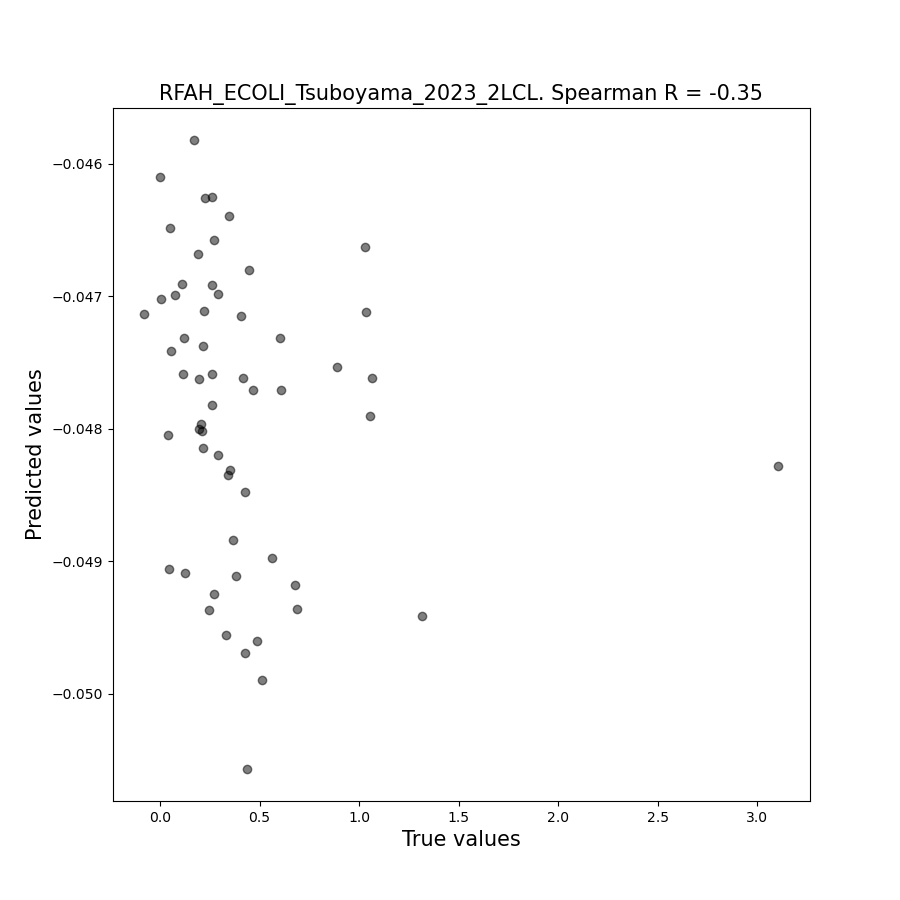 RFAH_ECOLI_Tsuboyama_2023_2LCL. Spearman R = -0.35
Predicted values
−0.046
−0.047
−0.048
−0.049
−0.050
0.0 0.5 1.0 1.5 2.0 2.5 3.0
True values